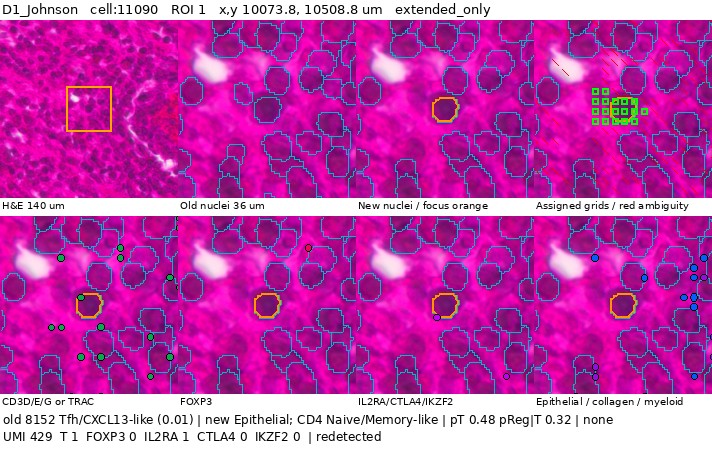 D1_Johnson cell:11090 ROI 1 x,y 10073.8, 10508.8 um extended_only
H&E 140 um
Old nuclei 36 um
New nuclei / focus orange
Assigned grids / red ambiguity
CD3D/E/G or TRAC
FOXP3
IL2RA/CTLA4/IKZF2
Epithelial / collagen / myeloid
old 8152 Tfh/CXCL13-like (0.01) | new Epithelial; CD4 Naive/Memory-like | pT 0.48 pReg|T 0.32 | none
UMI 429 T 1 FOXP3 0 IL2RA 1 CTLA4 0 IKZF2 0 | redetected